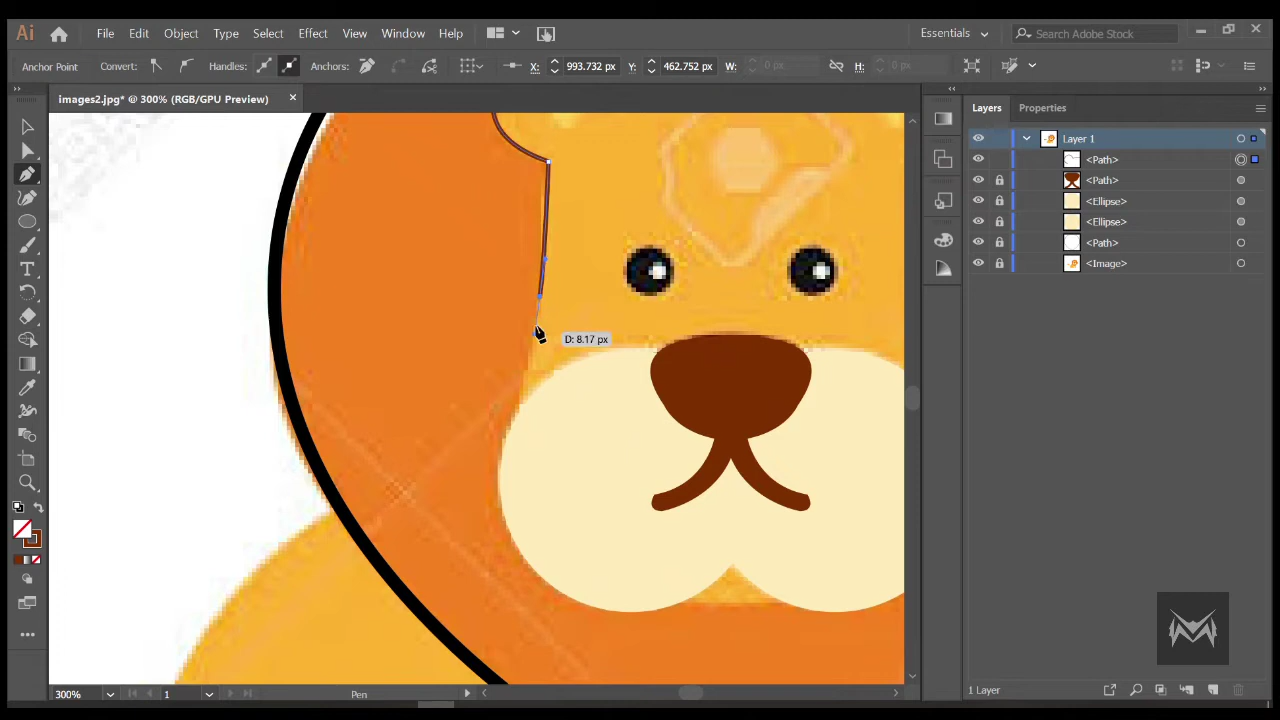 Ai File Edit Object Type Select Effect View Window Help Essentials Search Adobe Stock
Anchor Point Convert: Handles: Anchors: X: 993.732 px Y: 462.752 px W: 0 px H: 0 px
images2.jpg* @ 300% (RGB/GPU Preview)
Layers Properties
Layer 1
<Path>
<Path>
<Ellipse>
<Ellipse>
<Path>
<Image>
D: 8.17 px
300% 1 Pen
1 Layer